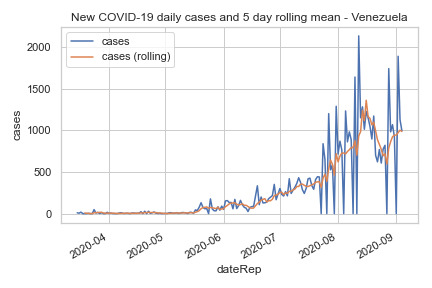 New COVID-19 daily cases and 5 day rolling mean - Venezuela
cases
cases (rolling)
2000
1500
1000
500
0
cases
2020-04
2020-05
2020-06
2020-07
2020-08
2020-09
dateRep